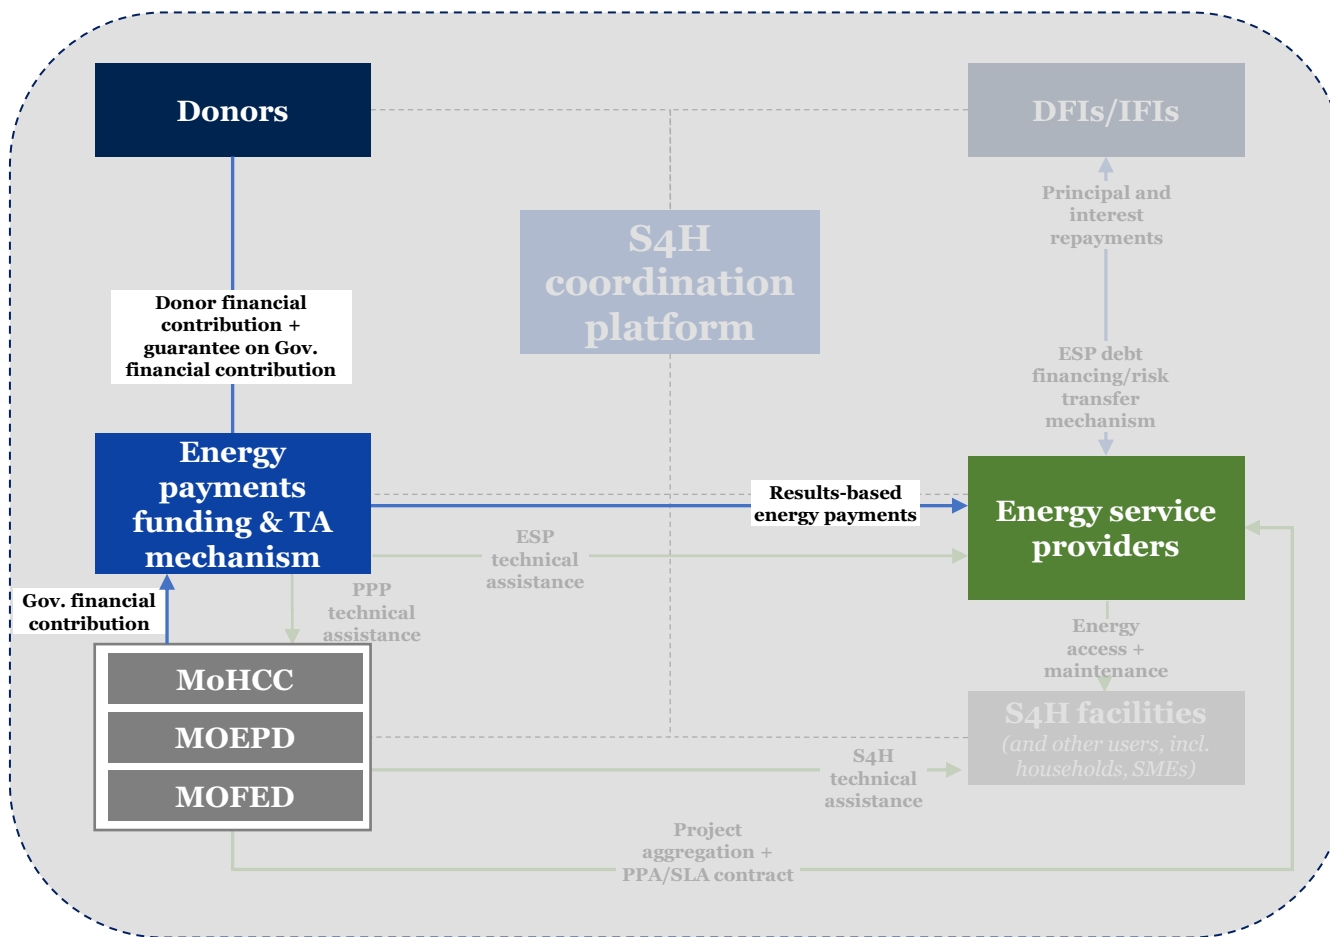 Donors
DFIs/IFIs
Principal and
interest
repayments
S4H
coordination
platform
Donor financial
contribution +
guarantee on Gov.
financial contribution
ESP debt
financing/risk
transfer
mechanism
Energy
payments
funding & TA
mechanism
Results-based
energy payments
Energy service
providers
ESP
technical
assistance
Gov. financial
contribution
PPP
technical
assistance
Energy
access +
maintenance
MoHCC
MOEPD
MOFED
S4H facilities
(and other users, incl.
households, SMEs)
S4H
technical
assistance
Project
aggregation +
PPA/SLA contract